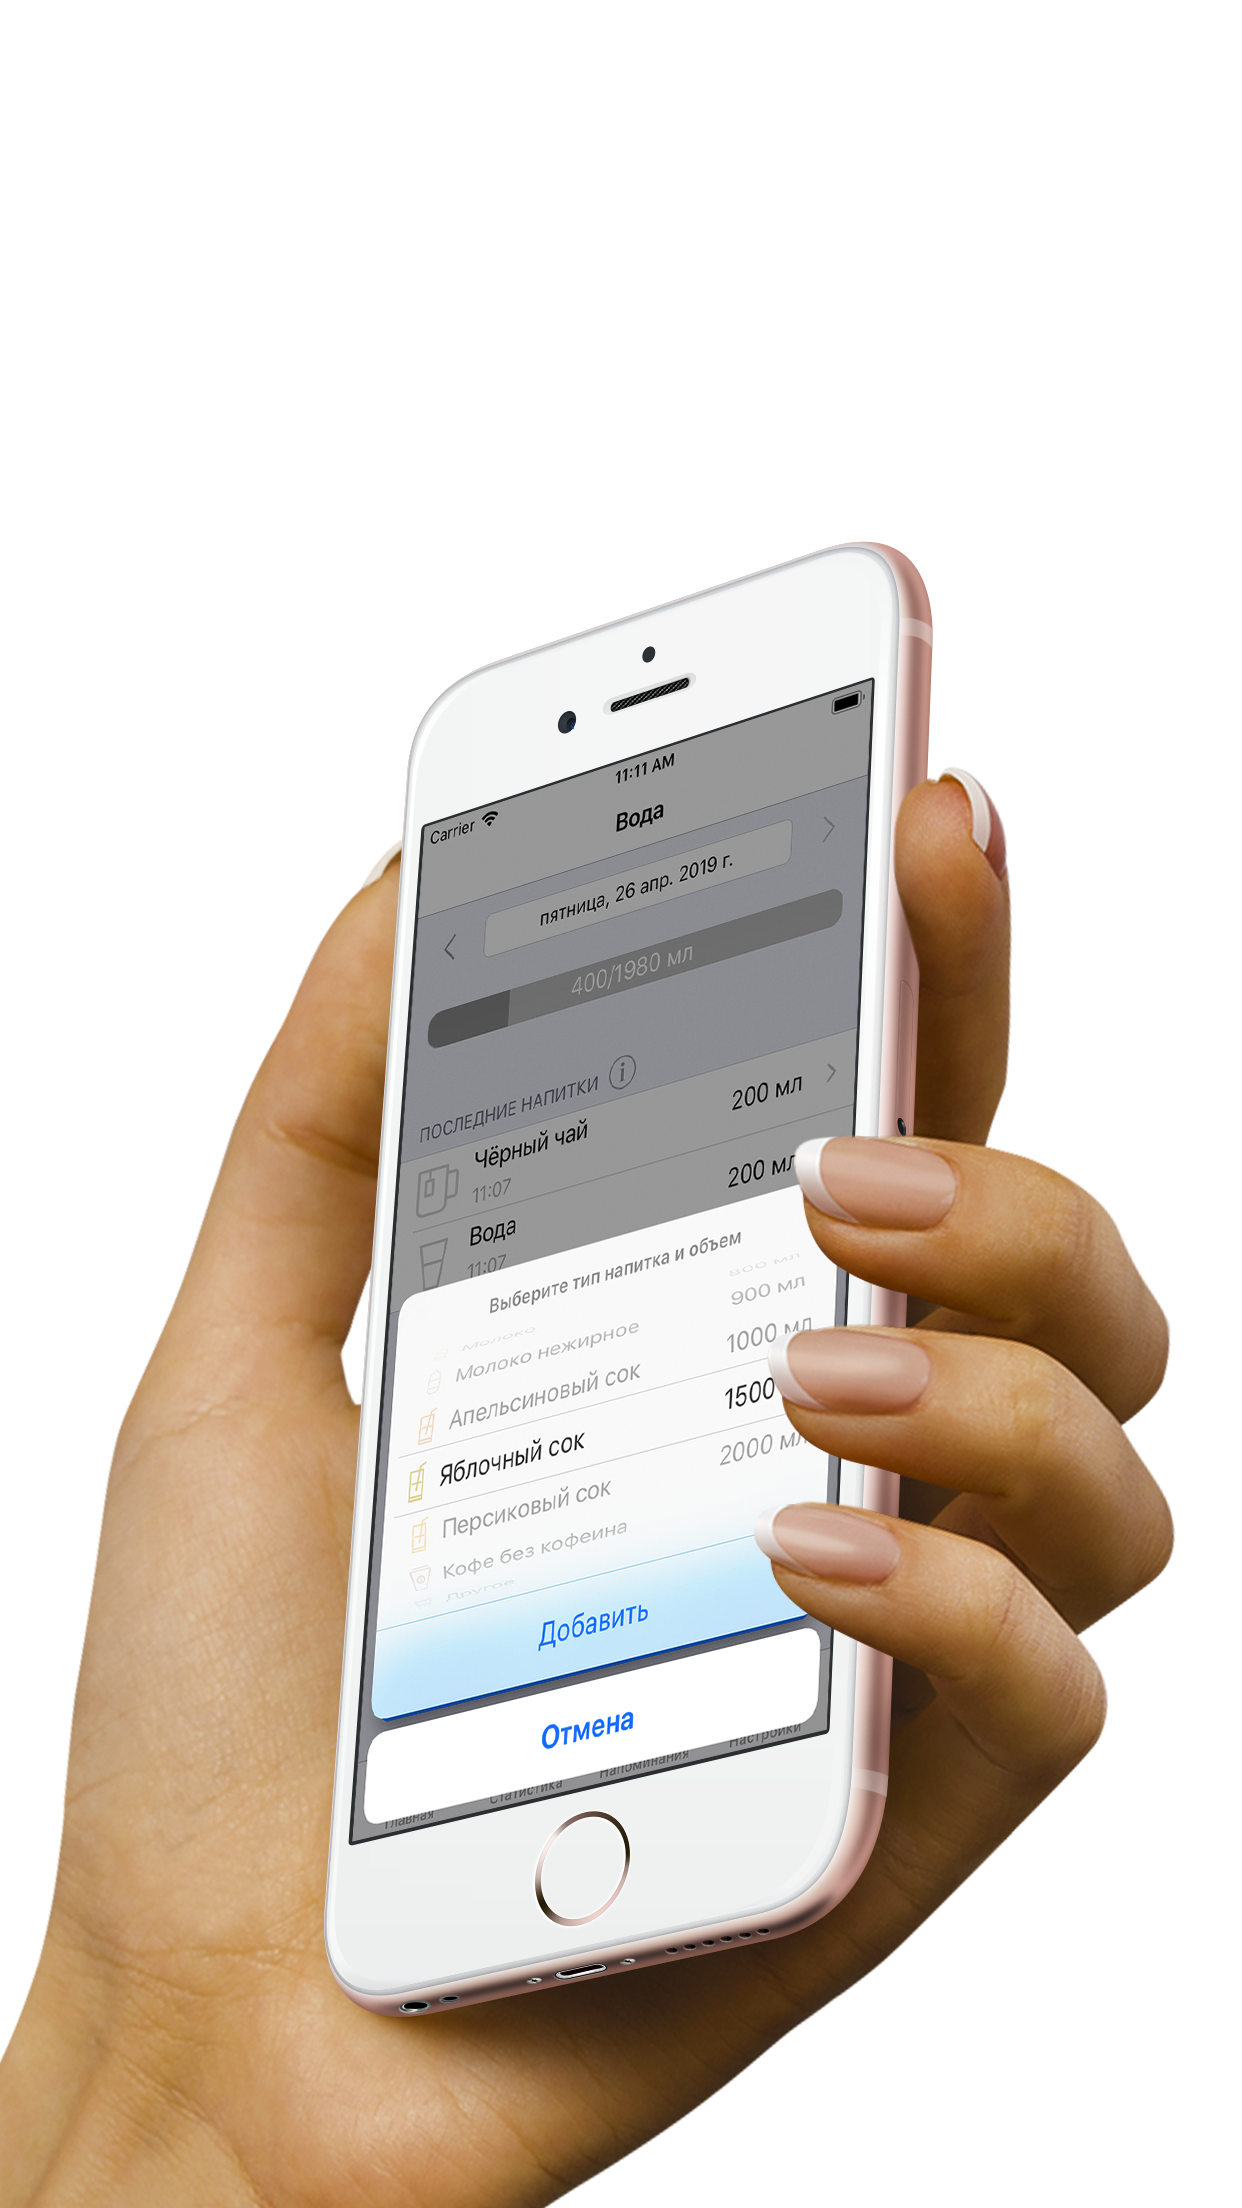 11:11 AM
Carrier
Вода
пятница, 26 апр. 2019 г.
400/1980 мл
ПОСЛЕДНИЕ НАПИТКИ
Чёрный чай 200 мл
11:07
Вода 200 мл
11:07
Выберите тип напитка и объем
Молоко 800 мл
Молоко нежирное 900 мл
Апельсиновый сок 1000 мл
Яблочный сок 1500
Персиковый сок 2000 мл
Кофе без кофеина
Другое
Добавить
Отмена
Главная Статистика Напоминания Настройки